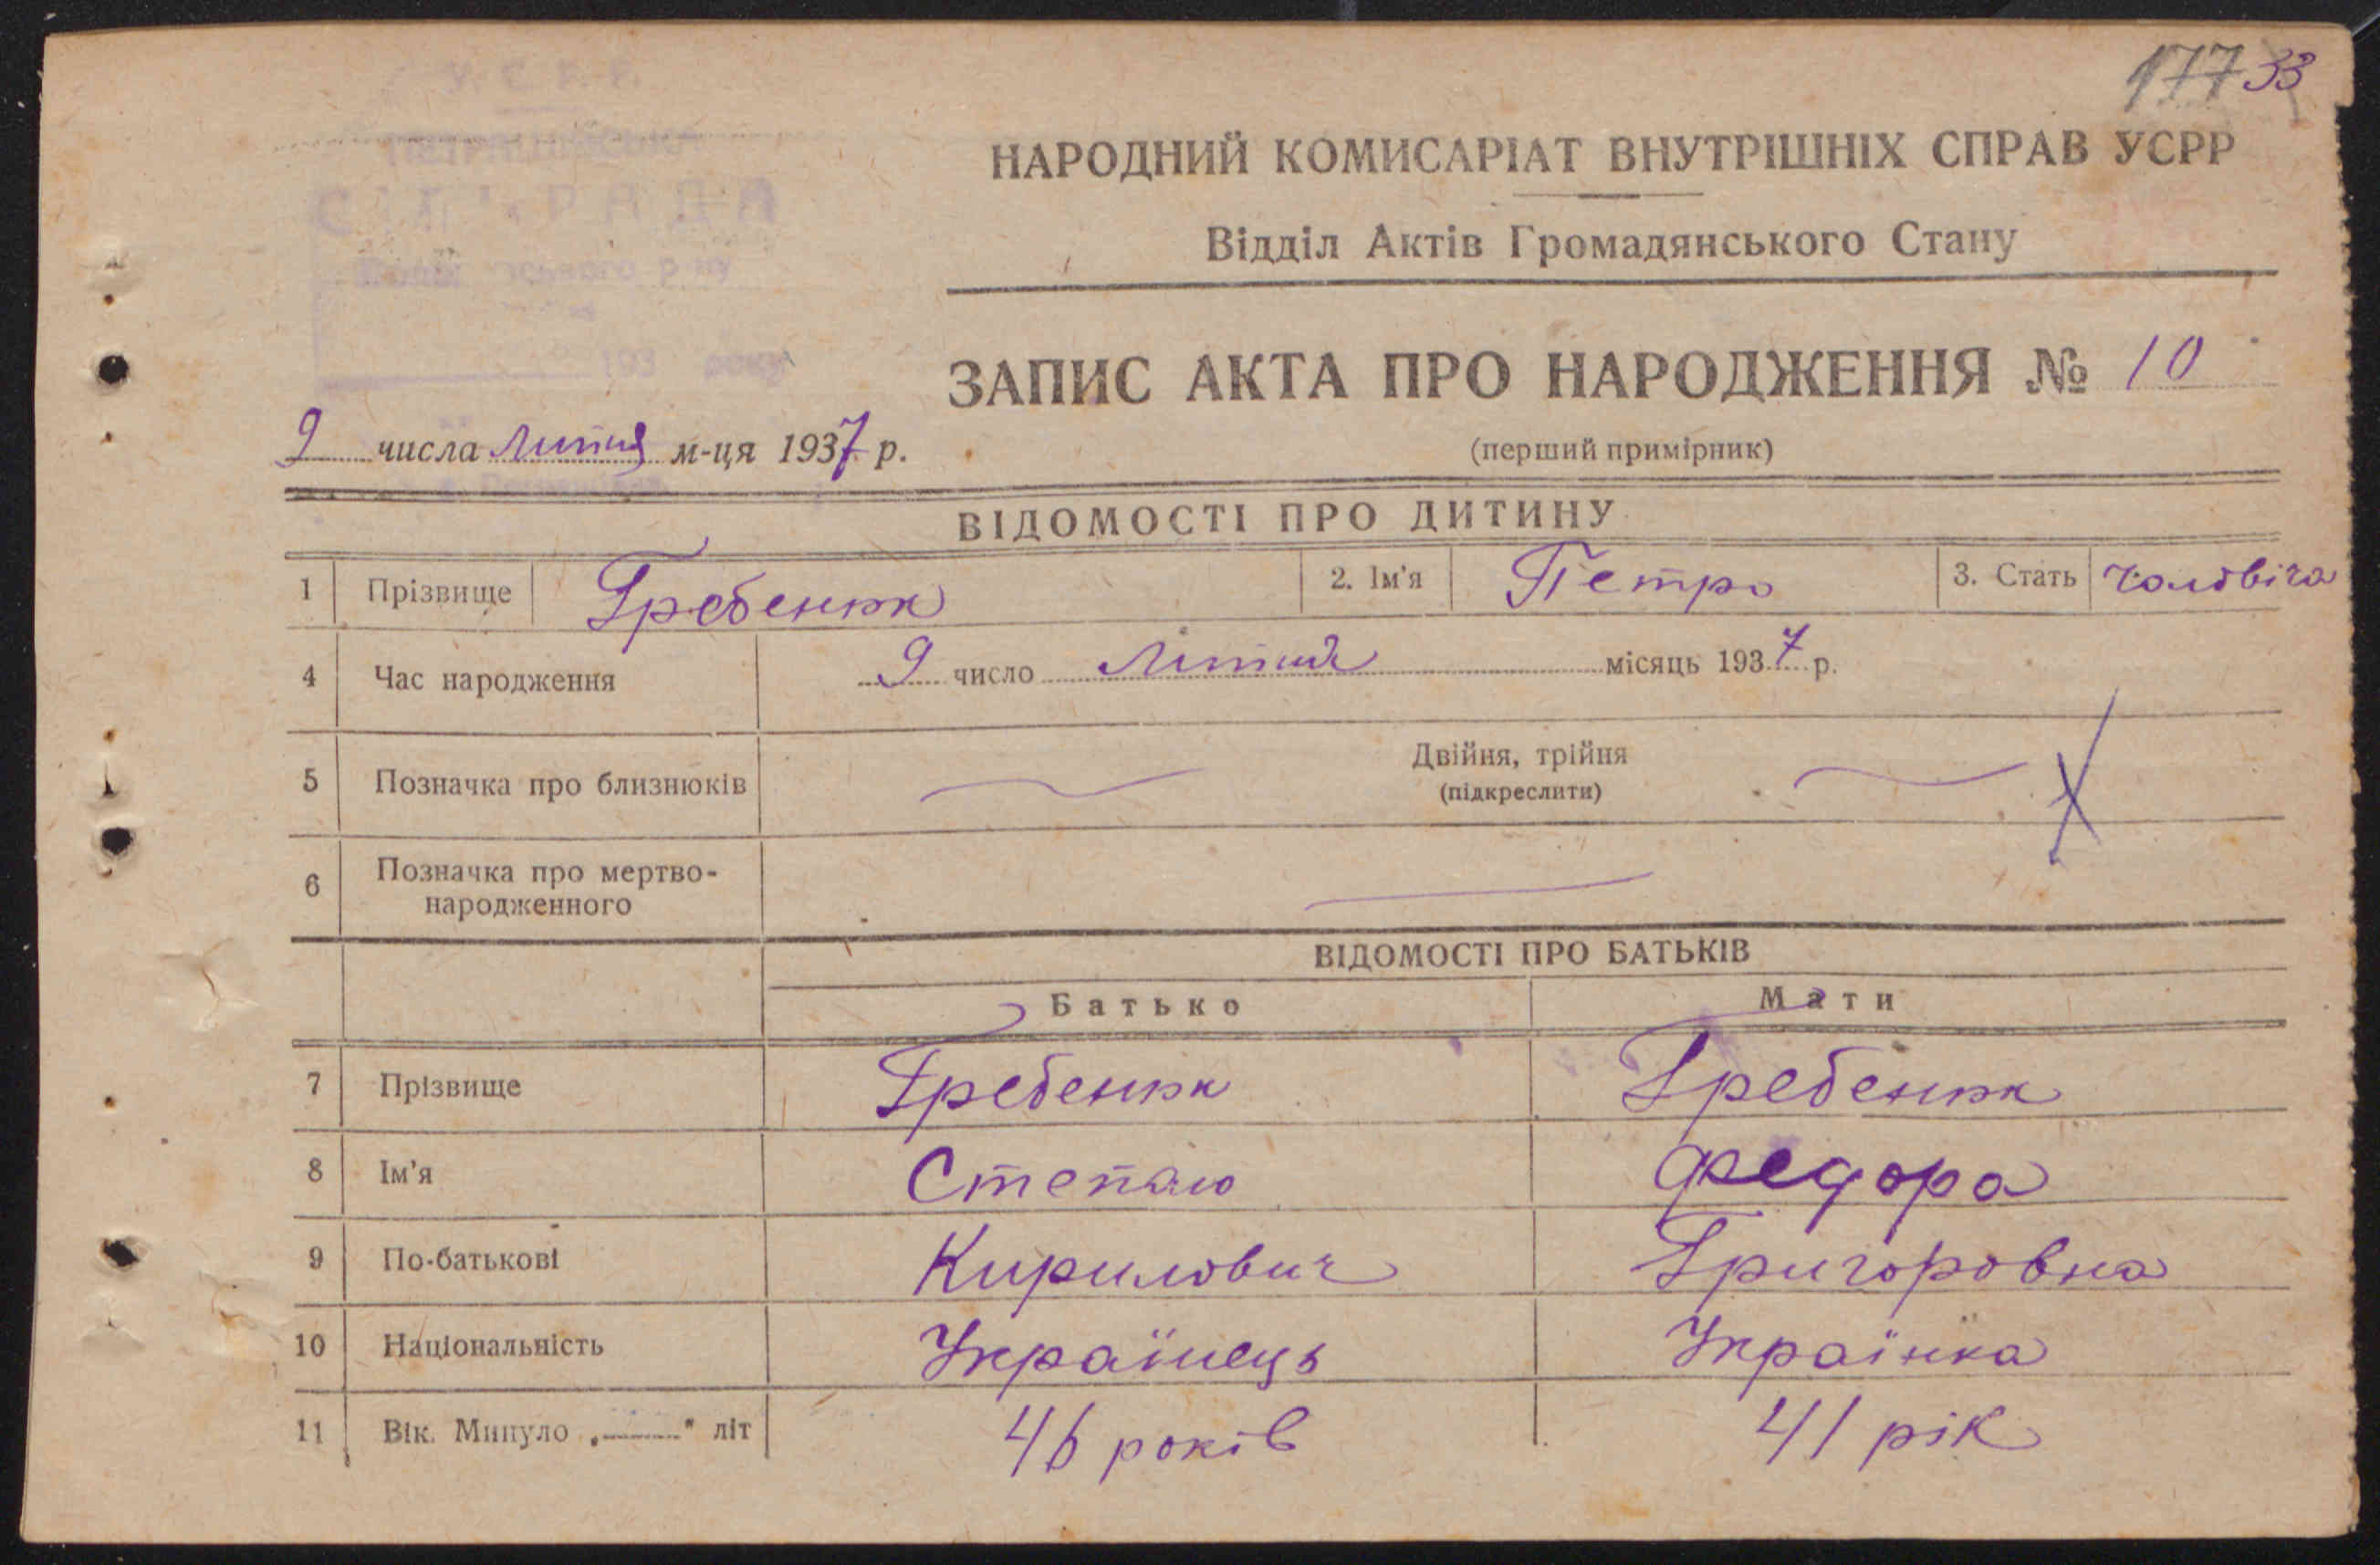 177 33
У. С. Р. Р.
СІЛЬРАДА
193 року
НАРОДНИЙ КОМИСАРІАТ ВНУТРІШНІХ СПРАВ УСРР
Відділ Актів Громадянського Стану
ЗАПИС АКТА ПРО НАРОДЖЕННЯ № 10
(перший примірник)
9 числа Липня м-ця 1937 р.
ВІДОМОСТІ ПРО ДИТИНУ
1 Прізвище Гребенюк 2. Ім'я Петро 3. Стать чоловіча
4 Час народження 9 число Липня місяць 1937 р.
5 Позначка про близнюків Двійня, трійня
(підкреслити)
6 Позначка про мертво-
народженного
ВІДОМОСТІ ПРО БАТЬКІВ
Батько Мати
7 Прізвище Гребенюк Гребенюк
8 Ім'я Степан Федора
9 По-батькові Кирилович Григоровна
10 Національність Українець Українка
11 Вік. Минуло „ " літ 46 років 41 рік